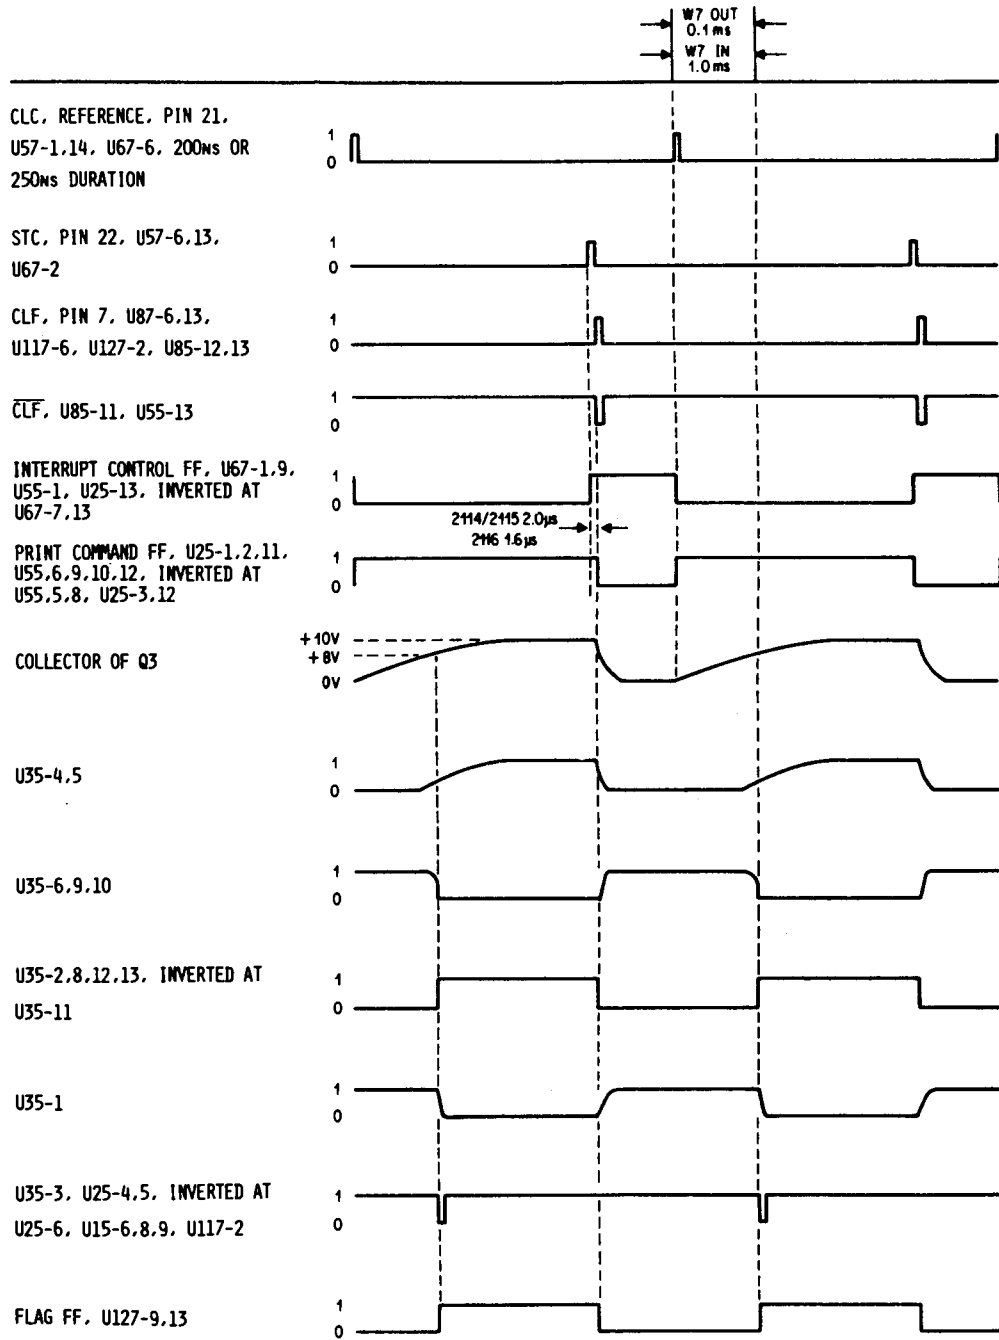 W7 OUT
0.1ms
W7 IN
1.0ms
CLC, REFERENCE, PIN 21,
U57-1,14, U67-6, 200NS OR
250NS DURATION
1
0
STC, PIN 22, U57-6,13,
U67-2
1
0
CLF, PIN 7, U87-6,13,
U117-6, U127-2, U85-12,13
1
0
CLF, U85-11, U55-13
1
0
INTERRUPT CONTROL FF, U67-1,9,
U55-1, U25-13, INVERTED AT
U67-7,13
1
0
2114/2115 2.0µs
2116 1.6µs
PRINT COMMAND FF, U25-1,2,11,
U55,6,9,10,12, INVERTED AT
U55,5,8, U25-3,12
1
0
COLLECTOR OF Q3
+10V
+8V
0V
U35-4,5
1
0
U35-6,9,10
1
0
U35-2,8,12,13, INVERTED AT
U35-11
1
0
U35-1
1
0
U35-3, U25-4,5, INVERTED AT
U25-6, U15-6,8,9, U117-2
1
0
FLAG FF, U127-9,13
1
0